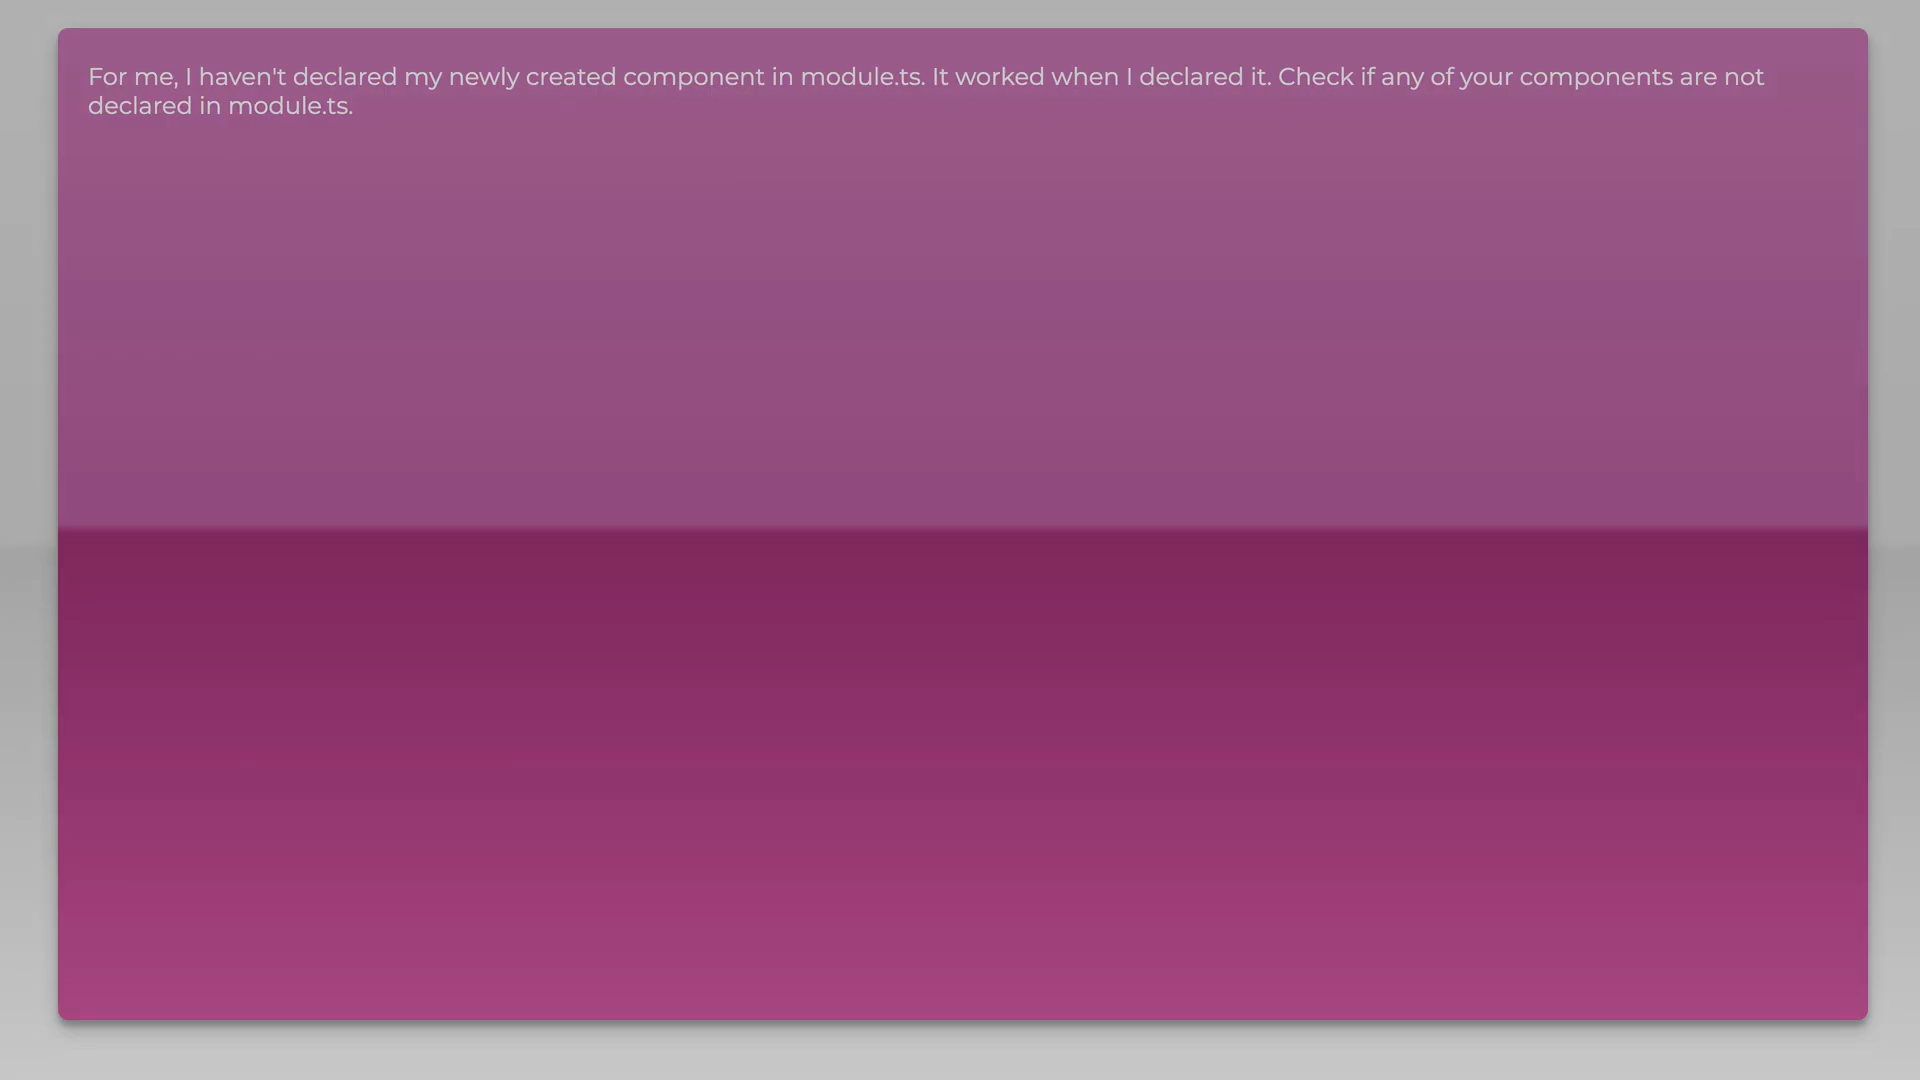 For me, I haven't declared my newly created component in module.ts. It worked when I declared it. Check if any of your components are not
declared in module.ts.